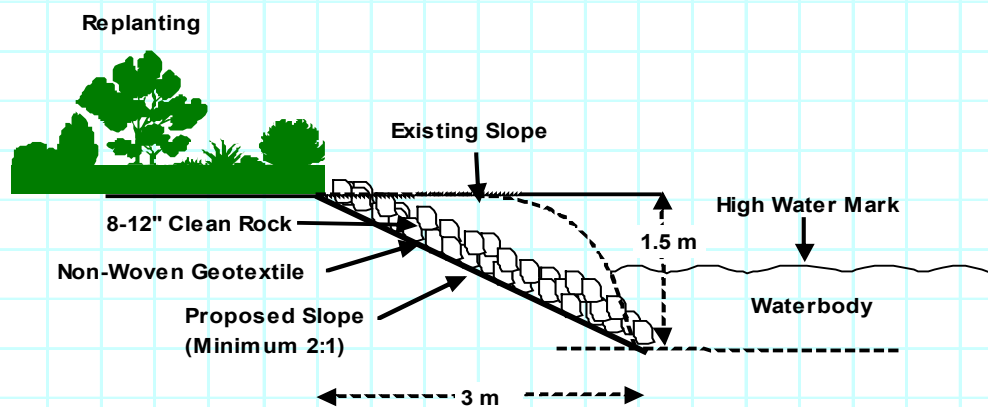 Replanting
Existing Slope
High Water Mark
8-12" Clean Rock
1.5 m
Non-Woven Geotextile
Waterbody
Proposed Slope
(Minimum 2:1)
3 m